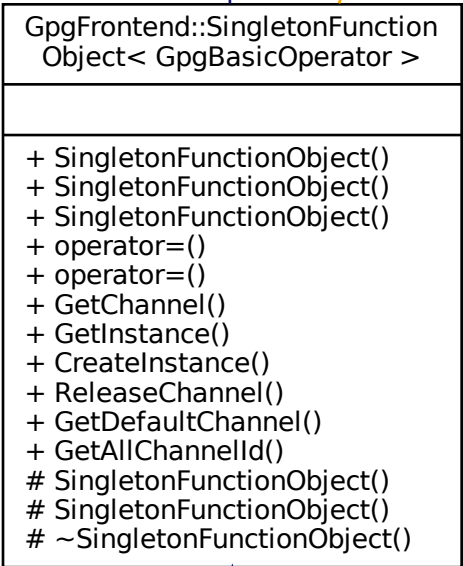 GpgFrontend::SingletonFunction
Object< GpgBasicOperator >
+ SingletonFunctionObject()
+ SingletonFunctionObject()
+ SingletonFunctionObject()
+ operator=()
+ operator=()
+ GetChannel()
+ GetInstance()
+ CreateInstance()
+ ReleaseChannel()
+ GetDefaultChannel()
+ GetAllChannelId()
# SingletonFunctionObject()
# SingletonFunctionObject()
# ~SingletonFunctionObject()